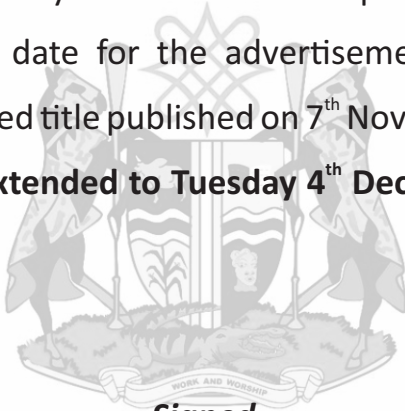 date for the advertiseme
ed title published on 7th Nov
xtended to Tuesday 4th Dec
WORK AND WORSHIP
Signed